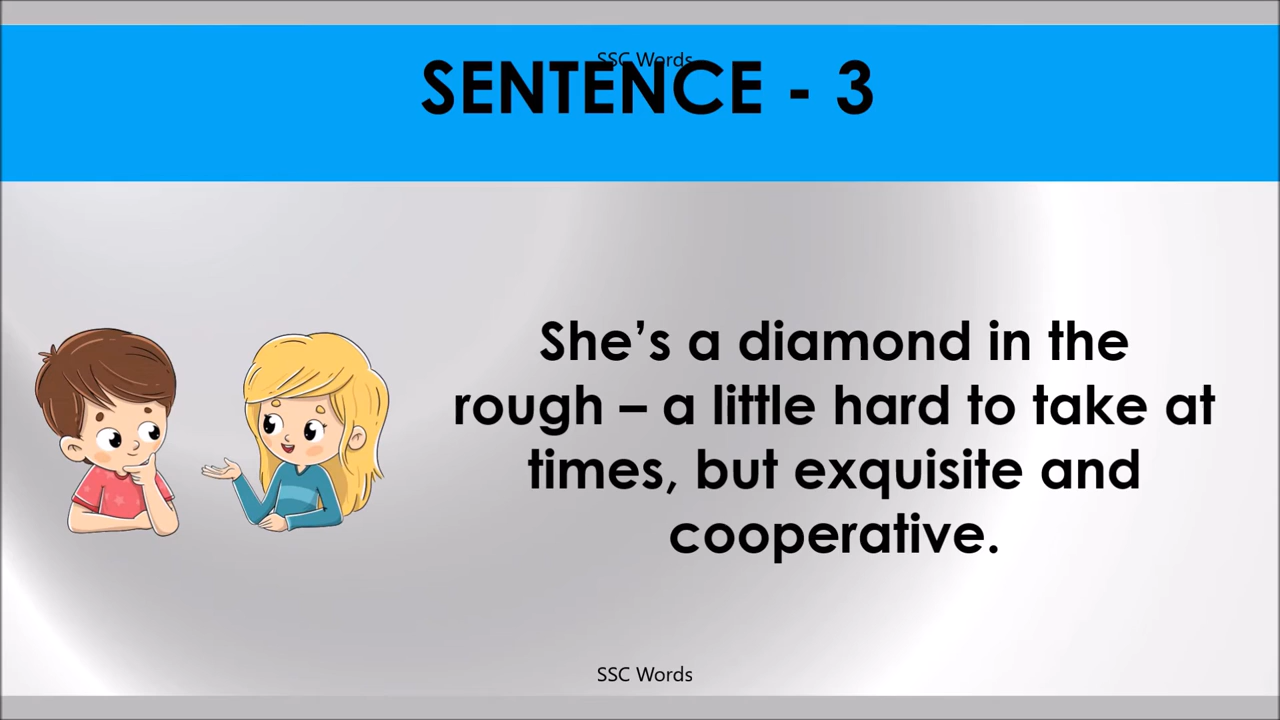 SSC Words
SENTENCE - 3
She’s a diamond in the
rough – a little hard to take at
times, but exquisite and
cooperative.
SSC Words